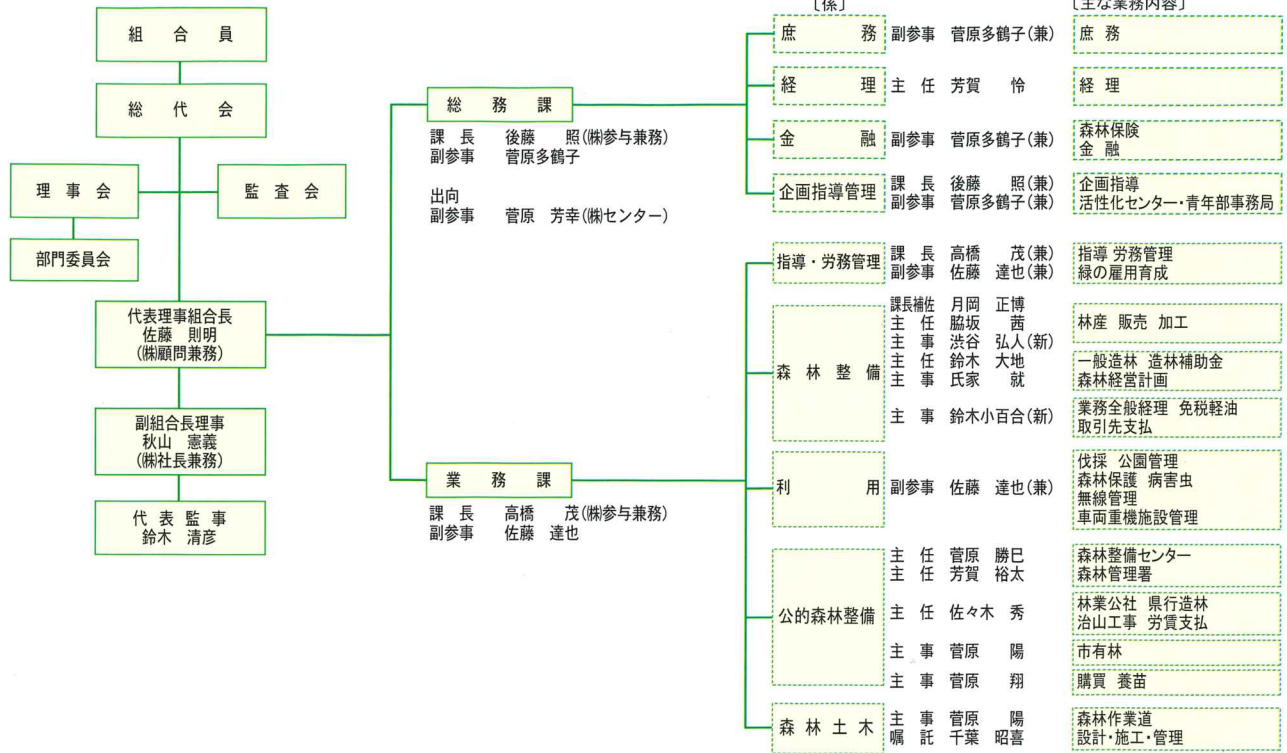 〔係〕 〔主な業務内容〕
組合員
総代会
理事会 監査会
部門委員会
代表理事組合長
佐藤 則明
(㈱顧問兼務)
副組合長理事
秋山 憲義
(㈱社長兼務)
代表監事
鈴木 清彦
総務課
課長 後藤 照(㈱参与兼務)
副参事 菅原多鶴子
出向
副参事 菅原 芳幸(㈱センター)
庶務 副参事 菅原多鶴子(兼) 庶務
経理 主任 芳賀 怜 経理
金融 副参事 菅原多鶴子(兼) 森林保険
金融
企画指導管理 課長 後藤 照(兼) 企画指導
副参事 菅原多鶴子(兼) 活性化センター・青年部事務局
業務課
課長 高橋 茂(㈱参与兼務)
副参事 佐藤 達也
指導・労務管理 課長 高橋 茂(兼) 指導 労務管理
副参事 佐藤 達也(兼) 緑の雇用育成
森林整備
課長補佐 月岡 正博
主任 脇坂 茜 林産 販売 加工
主事 渋谷 弘人(新)
主任 鈴木 大地 一般造林 造林補助金
主事 氏家 就 森林経営計画
主事 鈴木小百合(新) 業務全般経理 免税軽油
取引先支払
利用 副参事 佐藤 達也(兼) 伐採 公園管理
森林保護 病害虫
無線管理
車両重機施設管理
公的森林整備
主任 菅原 勝巳 森林整備センター
主任 芳賀 裕太 森林管理署
主任 佐々木 秀 林業公社 県行造林
治山工事 労賃支払
主事 菅原 陽 市有林
主事 菅原 翔 購買 養苗
森林土木 主事 菅原 陽 森林作業道
嘱託 千葉 昭喜 設計・施工・管理